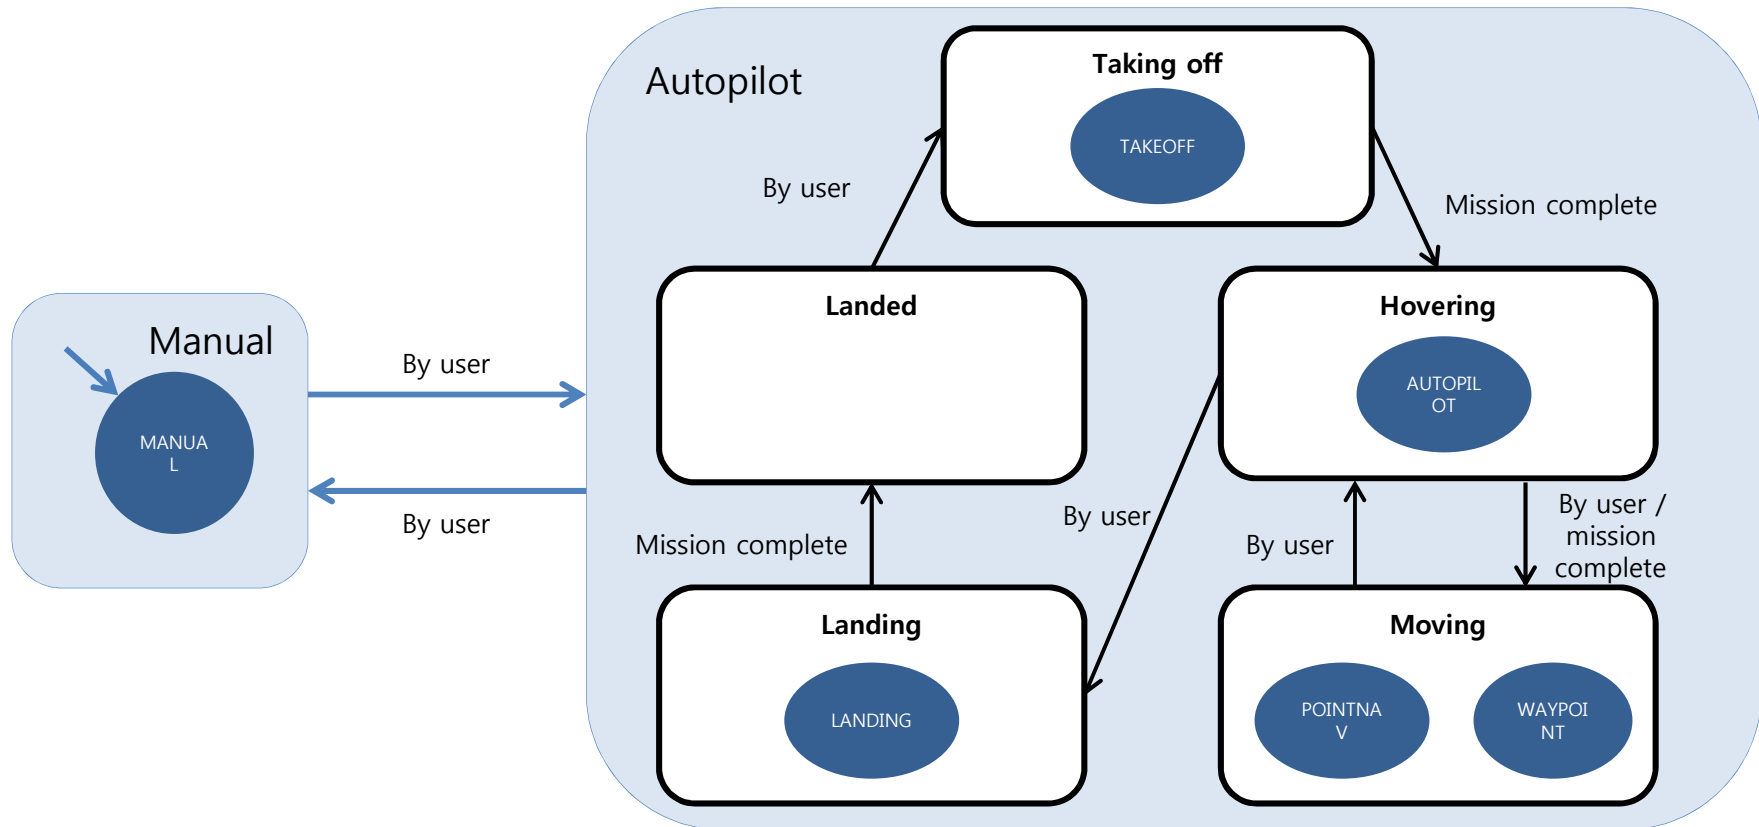 Autopilot
Taking off
TAKEOFF
By user
Mission complete
Landed
Hovering
AUTOPIL
OT
Manual
MANUA
L
By user
By user
Mission complete
By user
By user
By user /
mission
complete
Landing
LANDING
Moving
POINTNA
V
WAYPOI
NT